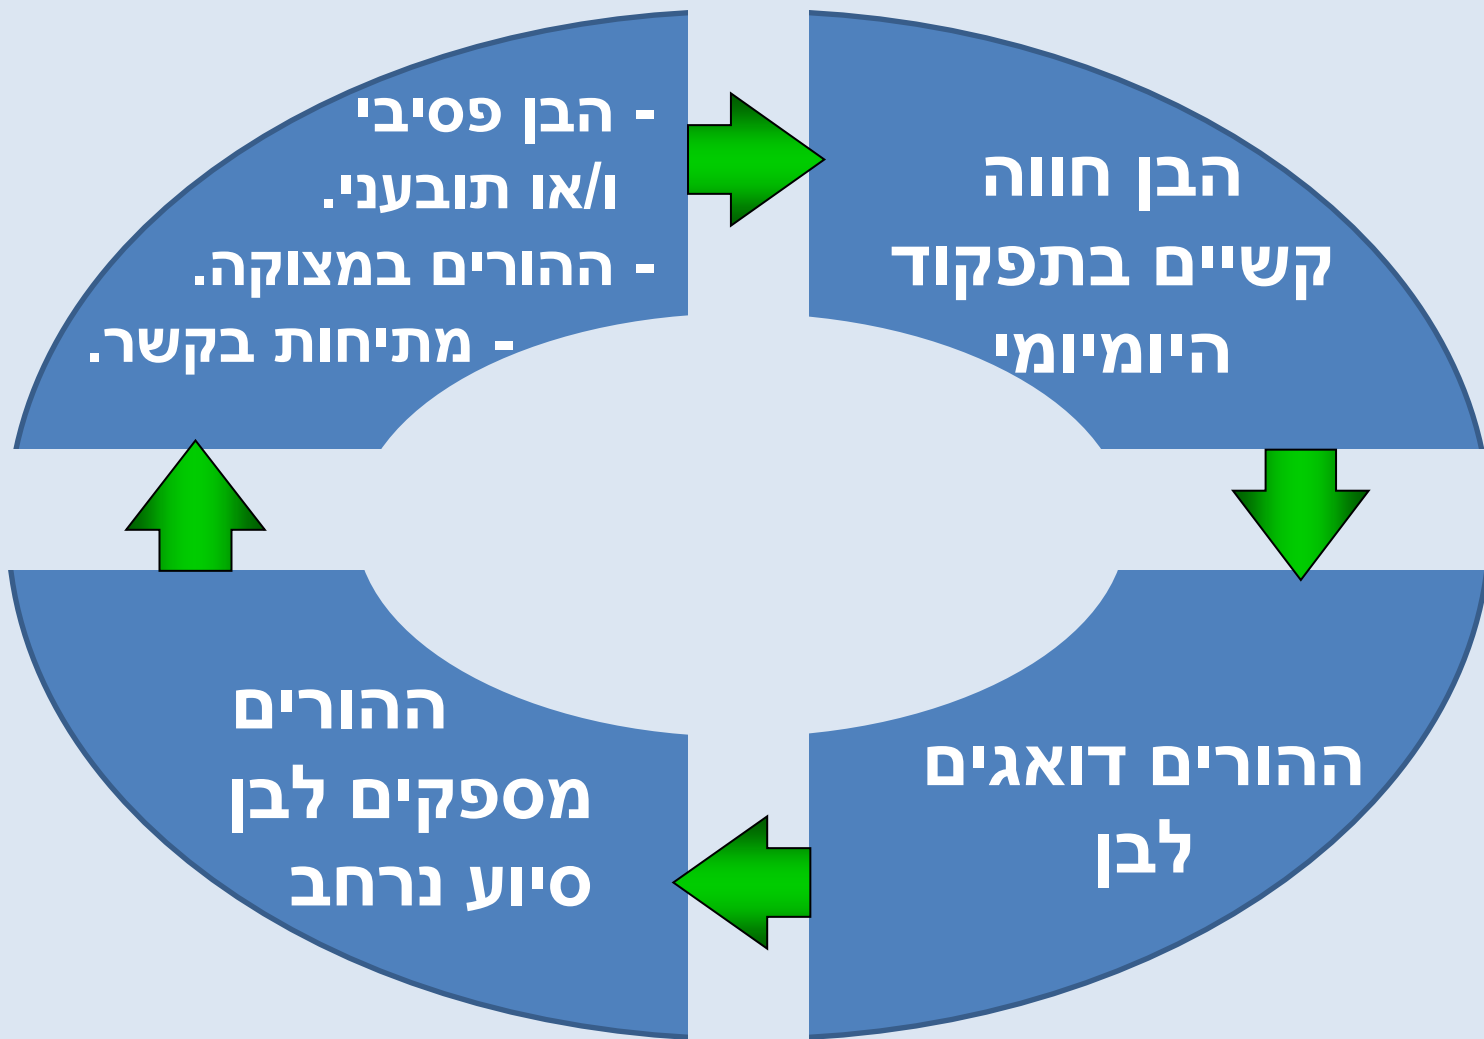 הבן חווה
קשיים בתפקוד
היומיומי
ההורים דואגים
לבן
ההורים
מספקים לבן
סיוע נרחב
- הבן פסיבי
ו/או תובעני.
- ההורים במצוקה.
- מתיחות בקשר.